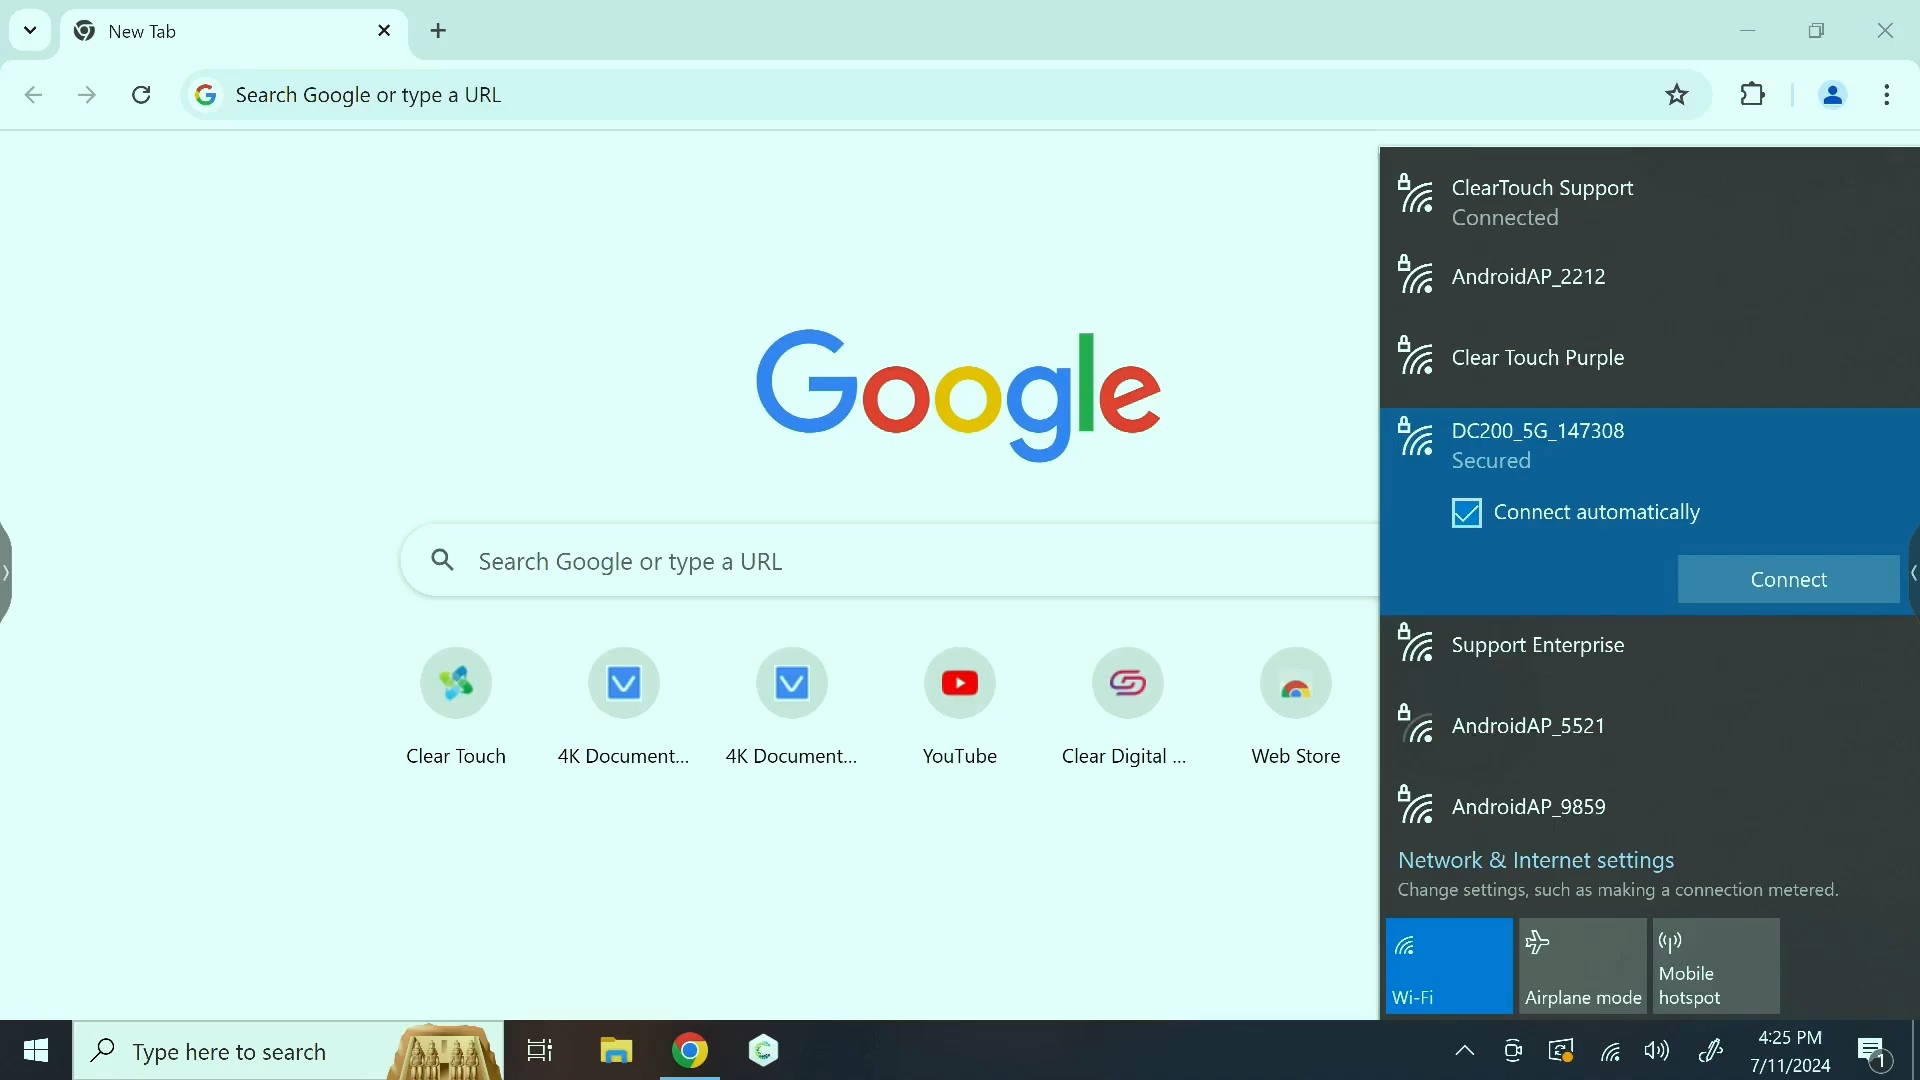 New Tab
Search Google or type a URL
Google
Search Google or type a URL
Clear Touch
4K Document...
4K Document...
YouTube
Clear Digital ...
Web Store
ClearTouch Support
Connected
AndroidAP_2212
Clear Touch Purple
DC200_5G_147308
Secured
Connect automatically
Connect
Support Enterprise
AndroidAP_5521
AndroidAP_9859
Network & Internet settings
Change settings, such as making a connection metered.
Wi-Fi
Airplane mode
Mobile
hotspot
Type here to search
4:25 PM
7/11/2024
1